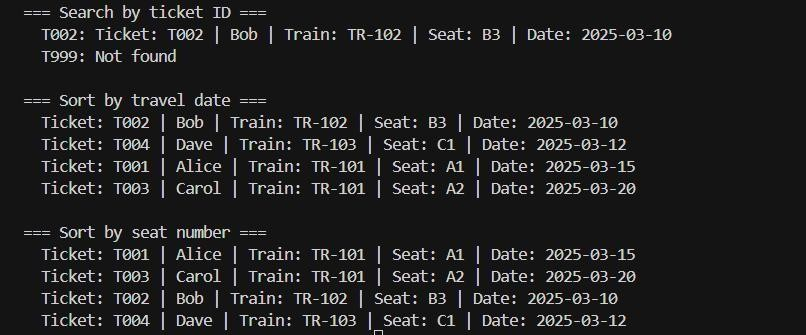 === Search by ticket ID ===
T002: Ticket: T002 | Bob | Train: TR-102 | Seat: B3 | Date: 2025-03-10
T999: Not found
=== Sort by travel date ===
Ticket: T002 | Bob | Train: TR-102 | Seat: B3 | Date: 2025-03-10
Ticket: T004 | Dave | Train: TR-103 | Seat: C1 | Date: 2025-03-12
Ticket: T001 | Alice | Train: TR-101 | Seat: A1 | Date: 2025-03-15
Ticket: T003 | Carol | Train: TR-101 | Seat: A2 | Date: 2025-03-20
=== Sort by seat number ===
Ticket: T001 | Alice | Train: TR-101 | Seat: A1 | Date: 2025-03-15
Ticket: T003 | Carol | Train: TR-101 | Seat: A2 | Date: 2025-03-20
Ticket: T002 | Bob | Train: TR-102 | Seat: B3 | Date: 2025-03-10
Ticket: T004 | Dave | Train: TR-103 | Seat: C1 | Date: 2025-03-12